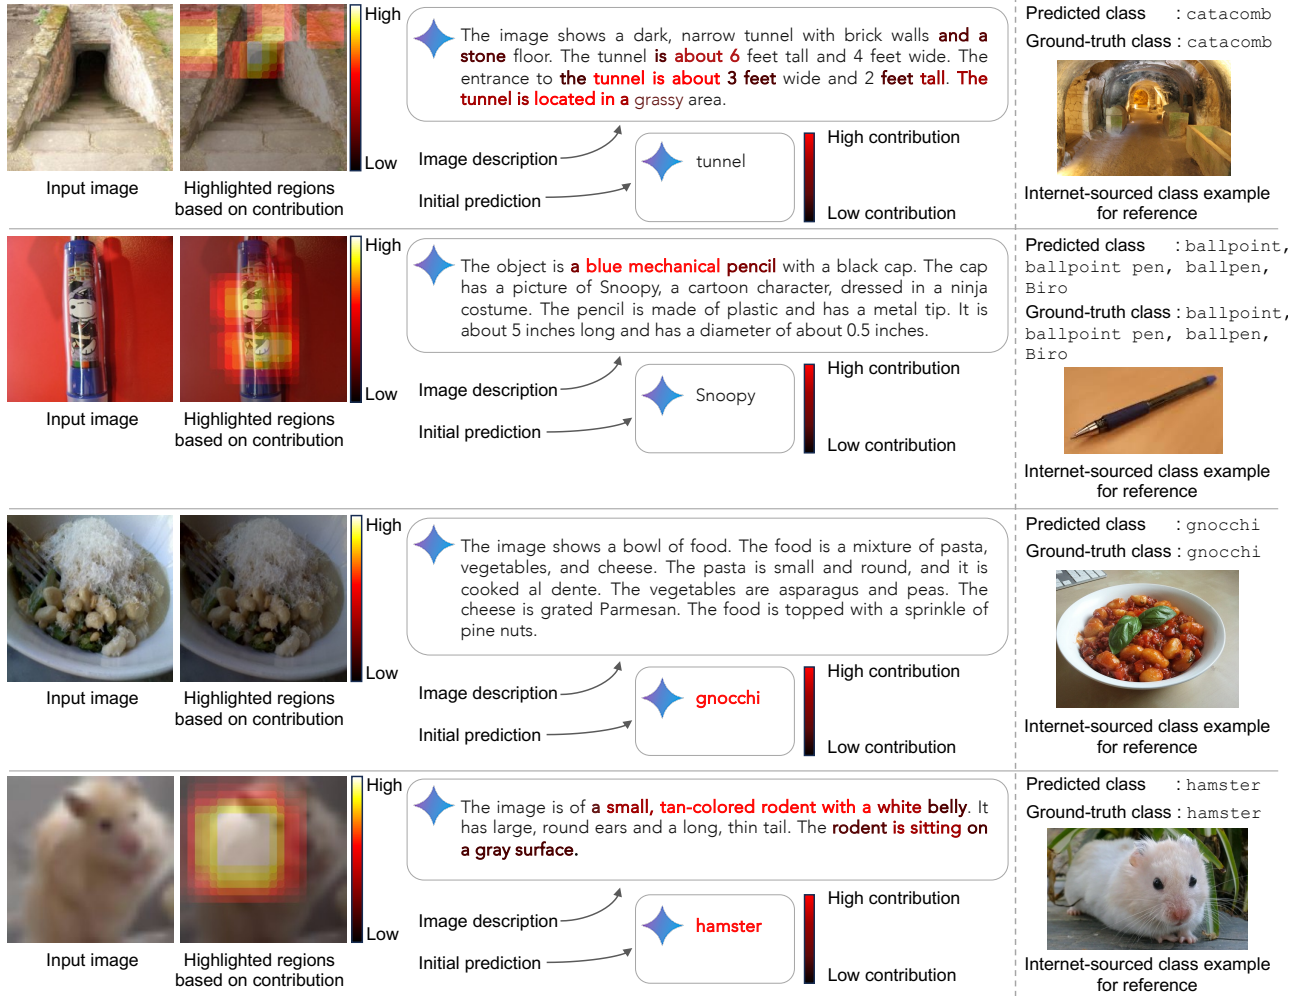 High
Low
Input image
Highlighted regions
based on contribution
The image shows a dark, narrow tunnel with brick walls and a
stone floor. The tunnel is about 6 feet tall and 4 feet wide. The
entrance to the tunnel is about 3 feet wide and 2 feet tall. The
tunnel is located in a grassy area.
Image description
Initial prediction
tunnel
High contribution
Low contribution
Predicted class : catacomb
Ground-truth class : catacomb
Internet-sourced class example
for reference
High
Low
Input image
Highlighted regions
based on contribution
The object is a blue mechanical pencil with a black cap. The cap
has a picture of Snoopy, a cartoon character, dressed in a ninja
costume. The pencil is made of plastic and has a metal tip. It is
about 5 inches long and has a diameter of about 0.5 inches.
Image description
Initial prediction
Snoopy
High contribution
Low contribution
Predicted class : ballpoint,
ballpoint pen, ballpen,
Biro
Ground-truth class : ballpoint,
ballpoint pen, ballpen,
Biro
Internet-sourced class example
for reference
High
Low
Input image
Highlighted regions
based on contribution
The image shows a bowl of food. The food is a mixture of pasta,
vegetables, and cheese. The pasta is small and round, and it is
cooked al dente. The vegetables are asparagus and peas. The
cheese is grated Parmesan. The food is topped with a sprinkle of
pine nuts.
Image description
Initial prediction
gnocchi
High contribution
Low contribution
Predicted class : gnocchi
Ground-truth class : gnocchi
Internet-sourced class example
for reference
High
Low
Input image
Highlighted regions
based on contribution
The image is of a small, tan-colored rodent with a white belly. It
has large, round ears and a long, thin tail. The rodent is sitting on
a gray surface.
Image description
Initial prediction
hamster
High contribution
Low contribution
Predicted class : hamster
Ground-truth class : hamster
Internet-sourced class example
for reference